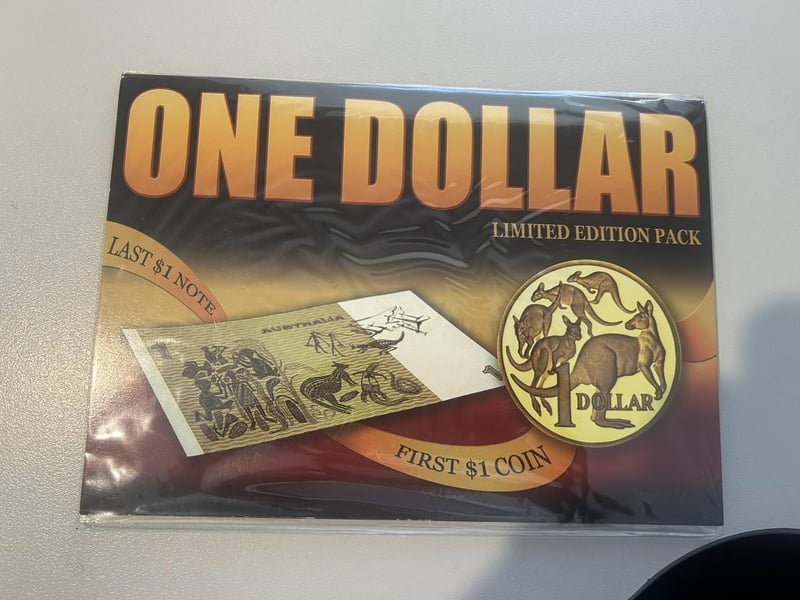 ONE DOLLAR
LIMITED EDITION PACK
LAST $1 NOTE
AUSTRALIA
1
1
DOLLAR
FIRST $1 COIN